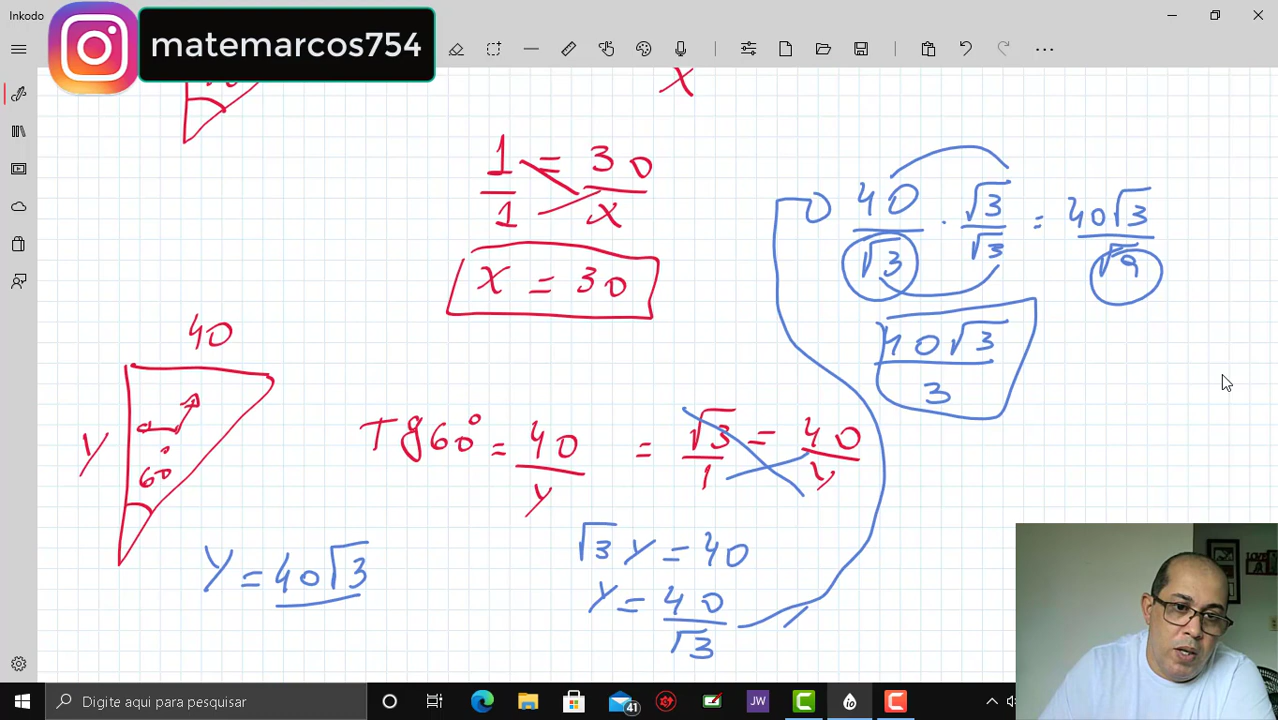 Inkodo
matemarcos754
x
1/1 = 30/x
x = 30
40/√3 . √3/√3 = 40√3/√9
40√3/3
40
y
60°
Tg60° = 40/y = √3/1 = 40/y
√3 y = 40
y = 40/√3
y = 40√3
Digite aqui para pesquisar
41
JW
io